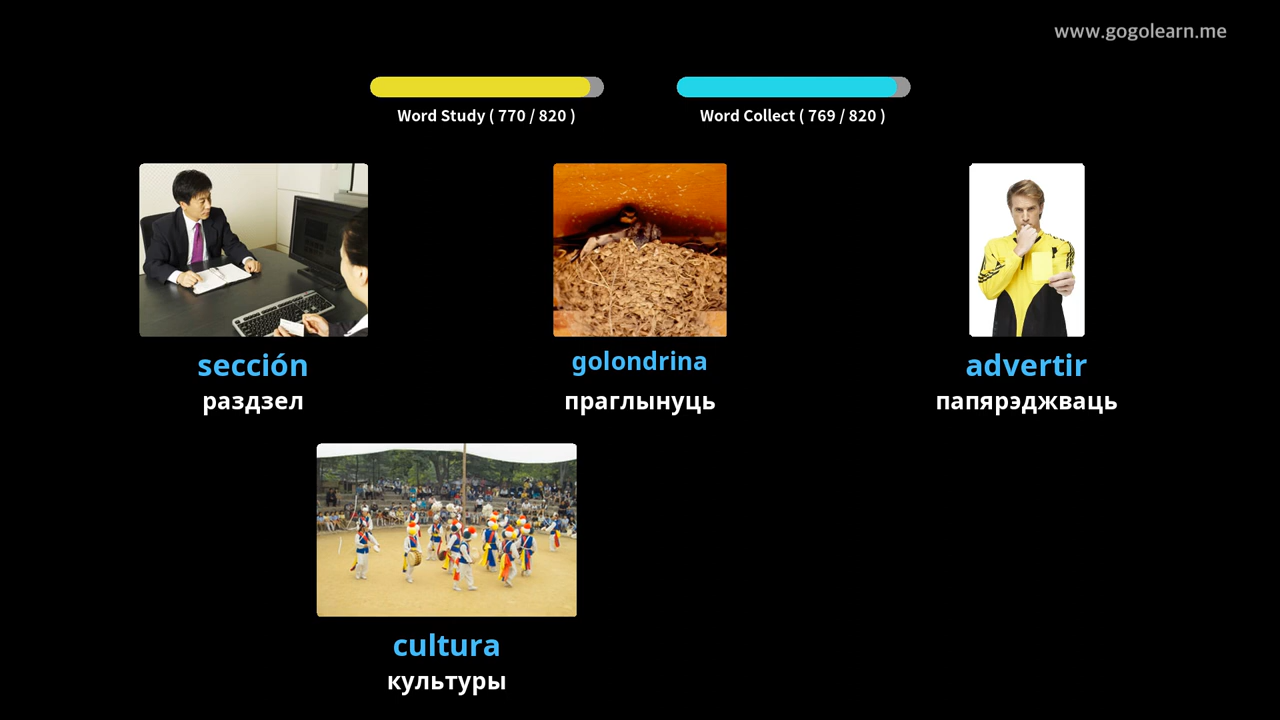 www.gogolearn.me
Word Study ( 770 / 820 )
Word Collect ( 769 / 820 )
sección
раздзел
golondrina
праглынуць
advertir
папярэджваць
cultura
культуры